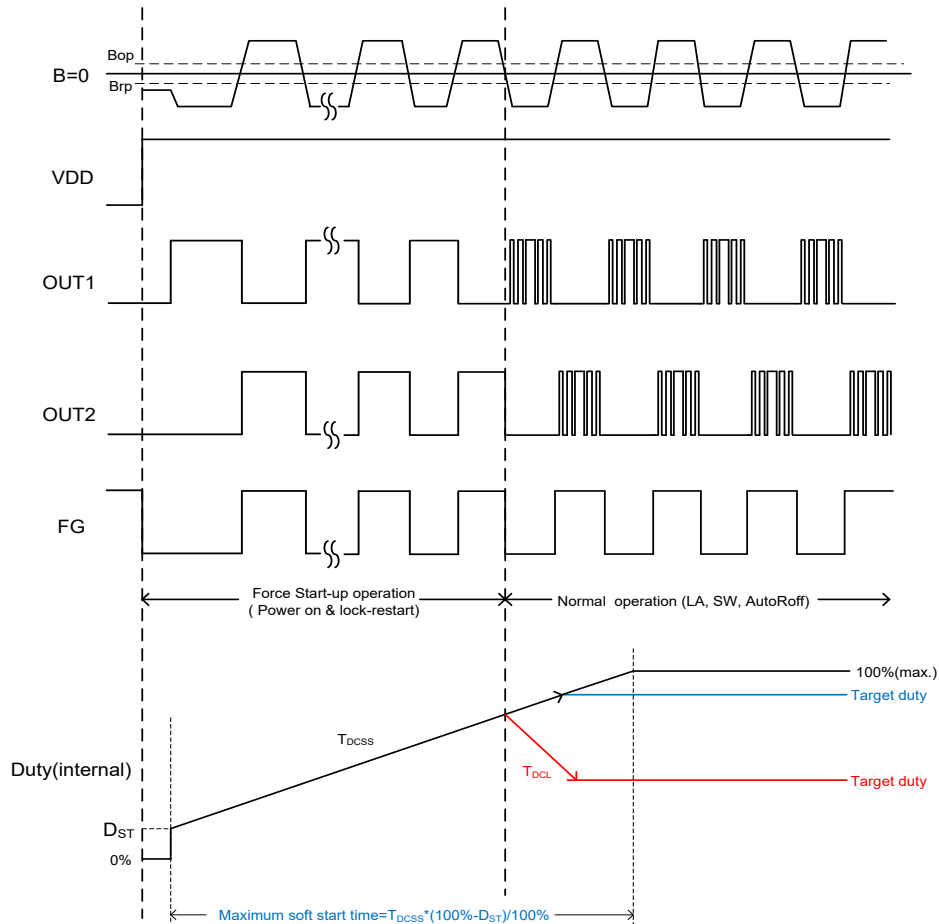 Bop
B=0
Brp
VDD
OUT1
OUT2
FG
Force Start-up operation
( Power on & lock-restart)
Normal operation (LA, SW, AutoRoff)
100%(max.)
Target duty
TDCSS
Duty(internal)
TDCL
Target duty
DST
0%
Maximum soft start time=TDCSS*(100%-DST)/100%